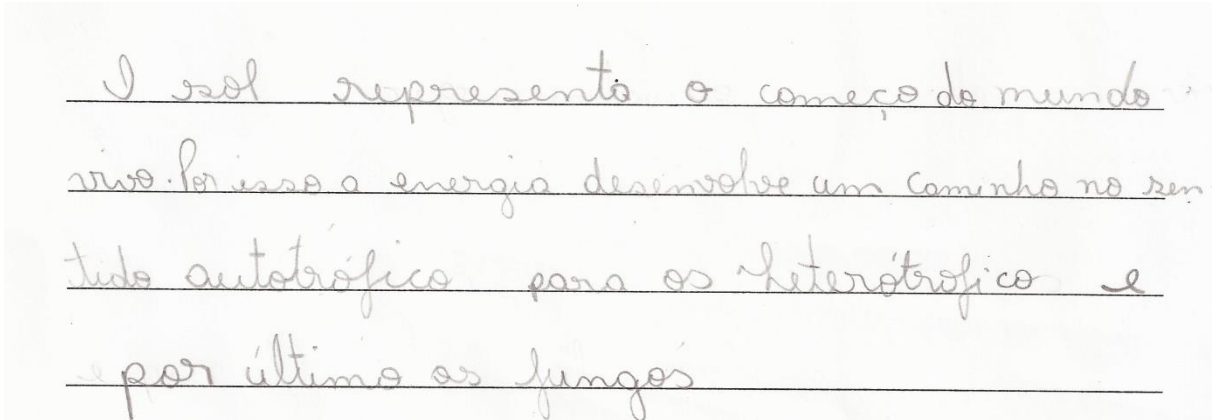 O sol representa o começo do mundo
vivo. Por isso a energia desenvolve um caminho no sen
tido autotrófico para os heterótrofico e
por último os fungos